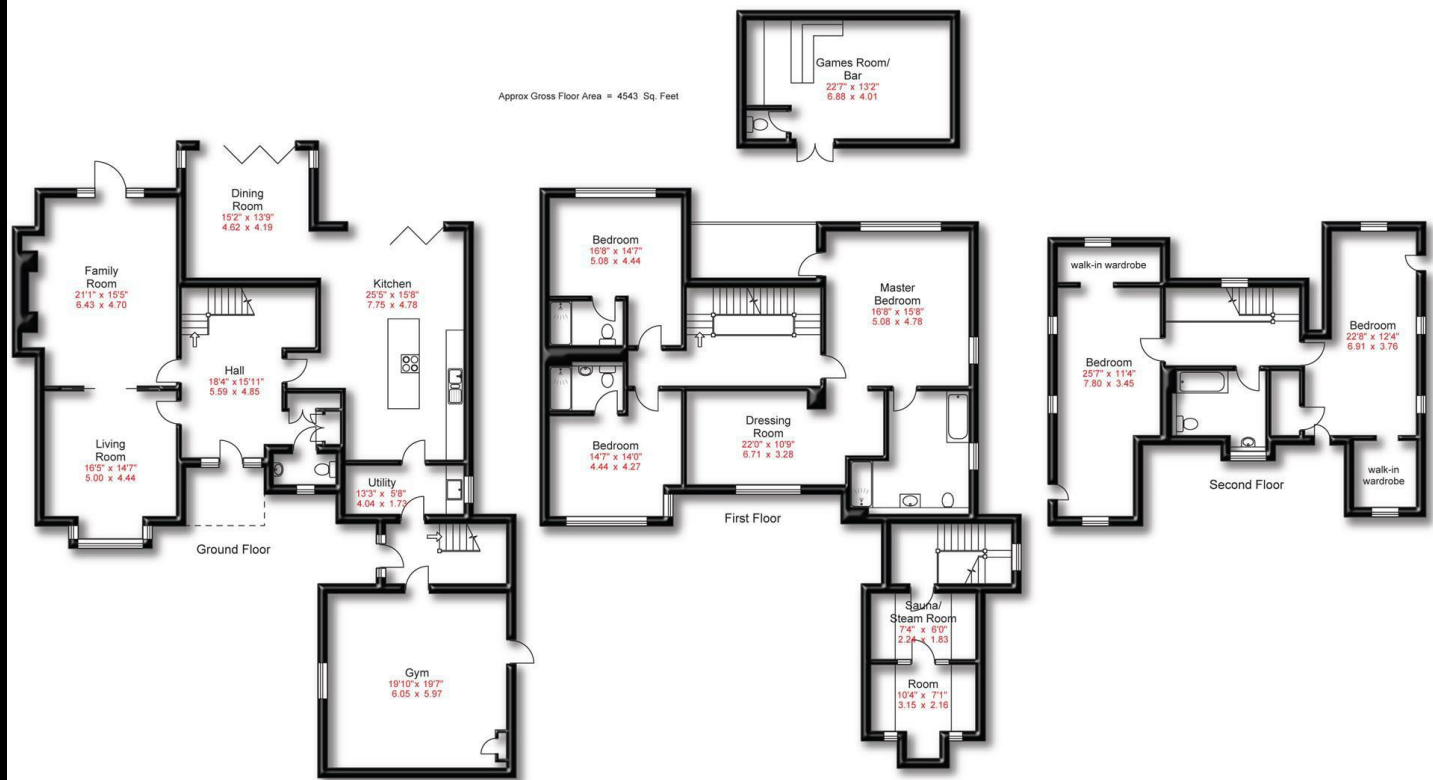 Approx Gross Floor Area = 4543 Sq. Feet
Games Room/
Bar
22'7" x 13'2"
6.88 x 4.01
Dining
Room
15'2" x 13'9"
4.62 x 4.19
Family
Room
21'1" x 15'5"
6.43 x 4.70
Kitchen
25'5" x 15'8"
7.75 x 4.78
Hall
18'4" x 15'11"
5.59 x 4.85
Living
Room
16'5" x 14'7"
5.00 x 4.44
Utility
13'3" x 5'8"
4.04 x 1.73
Ground Floor
Gym
19'10" x 19'7"
6.05 x 5.97
Bedroom
16'8" x 14'7"
5.08 x 4.44
Master
Bedroom
16'8" x 15'8"
5.08 x 4.78
Bedroom
14'7" x 14'0"
4.44 x 4.27
Dressing
Room
22'0" x 10'9"
6.71 x 3.28
First Floor
Sauna/
Steam Room
7'4" x 6'0"
2.24 x 1.83
Room
10'4" x 7'1"
3.15 x 2.16
walk-in wardrobe
Bedroom
25'7" x 11'4"
7.80 x 3.45
Bedroom
22'8" x 12'4"
6.91 x 3.76
walk-in
wardrobe
Second Floor